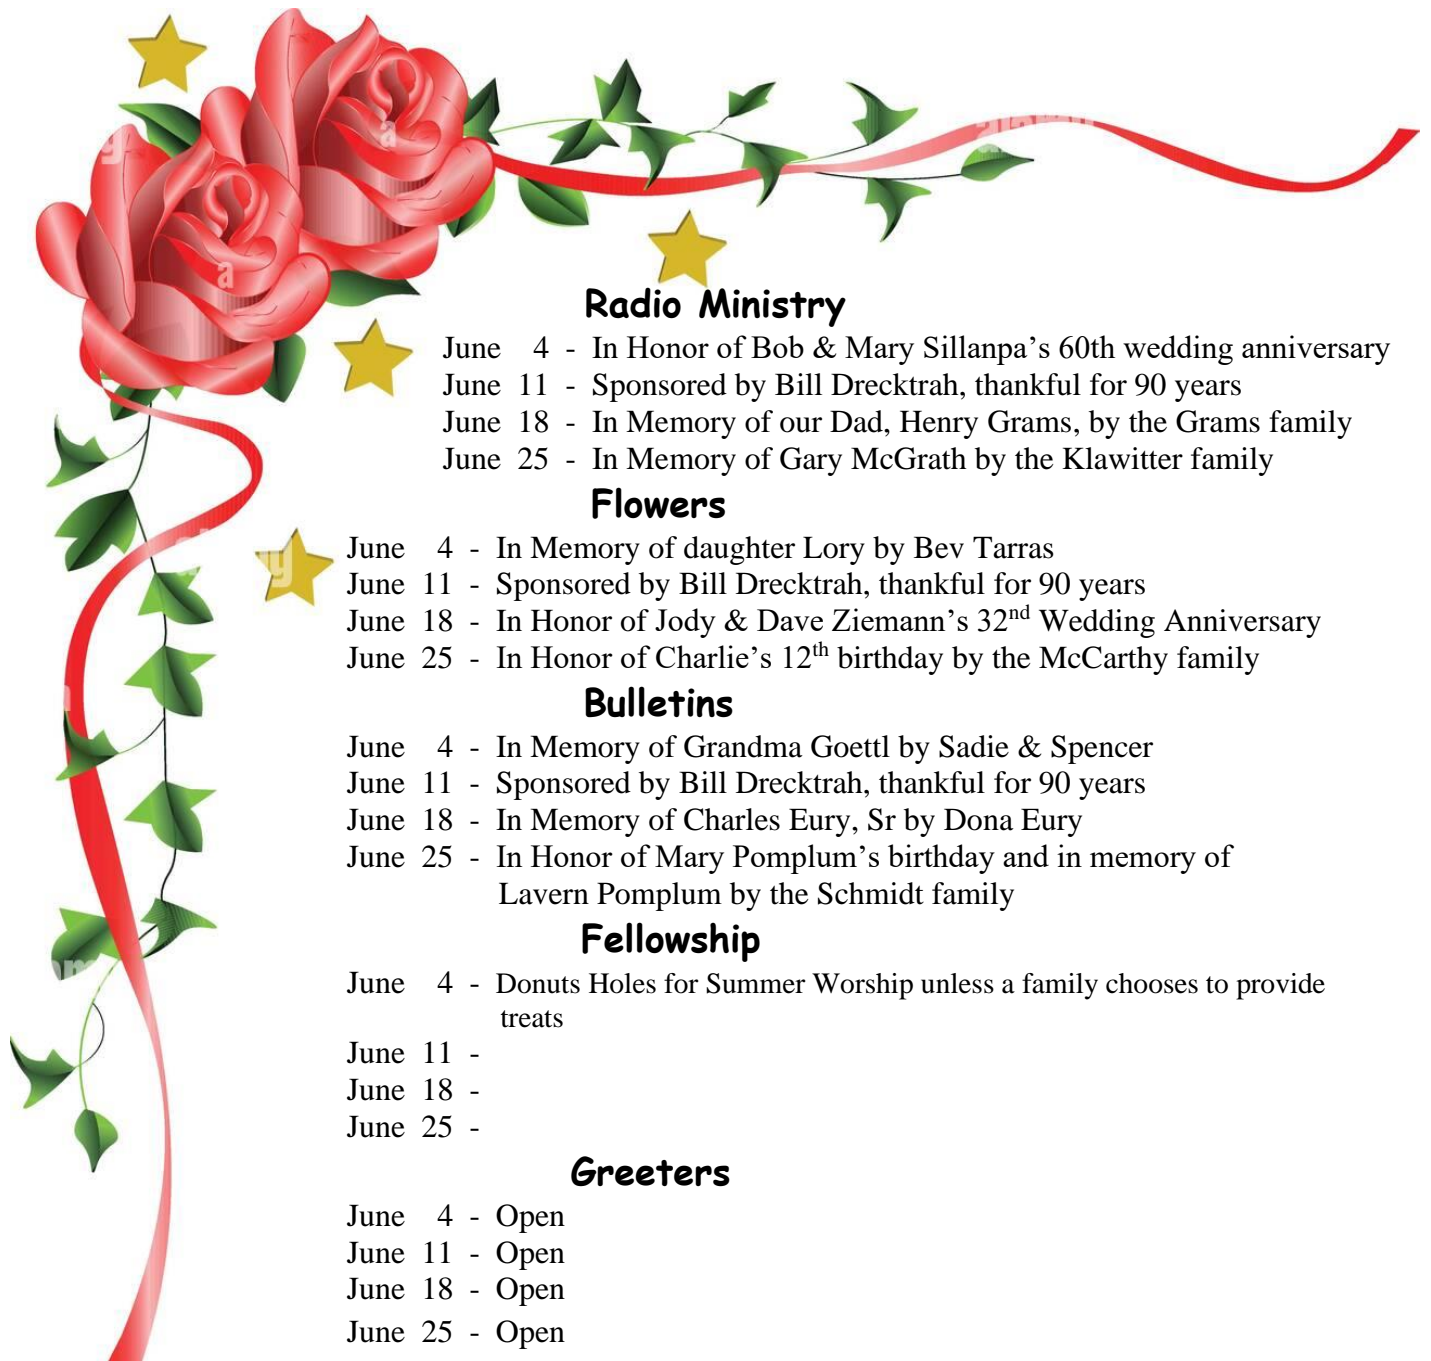 Radio Ministry
June 4 - In Honor of Bob & Mary Sillanpa’s 60th wedding anniversary
June 11 - Sponsored by Bill Drecktrah, thankful for 90 years
June 18 - In Memory of our Dad, Henry Grams, by the Grams family
June 25 - In Memory of Gary McGrath by the Klawitter family
Flowers
June 4 - In Memory of daughter Lory by Bev Tarras
June 11 - Sponsored by Bill Drecktrah, thankful for 90 years
June 18 - In Honor of Jody & Dave Ziemann’s 32nd Wedding Anniversary
June 25 - In Honor of Charlie’s 12th birthday by the McCarthy family
Bulletins
June 4 - In Memory of Grandma Goettl by Sadie & Spencer
June 11 - Sponsored by Bill Drecktrah, thankful for 90 years
June 18 - In Memory of Charles Eury, Sr by Dona Eury
June 25 - In Honor of Mary Pomplum’s birthday and in memory of
Lavern Pomplum by the Schmidt family
Fellowship
June 4 - Donuts Holes for Summer Worship unless a family chooses to provide
treats
June 11 -
June 18 -
June 25 -
Greeters
June 4 - Open
June 11 - Open
June 18 - Open
June 25 - Open